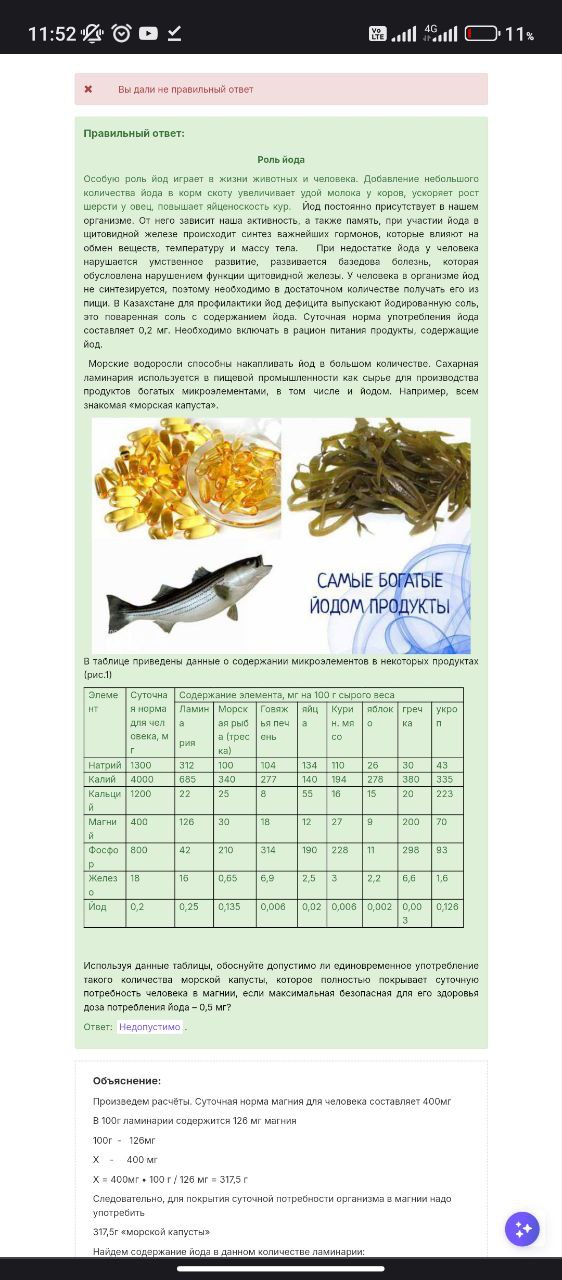 11:52
Vo LTE 4G 11%
Вы дали не правильный ответ
Правильный ответ:
Роль йода
Особую роль йод играет в жизни животных и человека. Добавление небольшого
количества йода в корм скоту увеличивает удой молока у коров, ускоряет рост
шерсти у овец, повышает яйценоскость кур. Йод постоянно присутствует в нашем
организме. От него зависит наша активность, а также память, при участии йода в
щитовидной железе происходит синтез важнейших гормонов, которые влияют на
обмен веществ, температуру и массу тела. При недостатке йода у человека
нарушается умственное развитие, развивается базедова болезнь, которая
обусловлена нарушением функции щитовидной железы. У человека в организме йод
не синтезируется, поэтому необходимо в достаточном количестве получать его из
пищи. В Казахстане для профилактики йод дефицита выпускают йодированную соль,
это поваренная соль с содержанием йода. Суточная норма употребления йода
составляет 0,2 мг. Необходимо включать в рацион питания продукты, содержащие
йод.
Морские водоросли способны накапливать йод в большом количестве. Сахарная
ламинария используется в пищевой промышленности как сырье для производства
продуктов богатых микроэлементами, в том числе и йодом. Например, всем
знакомая «морская капуста».
САМЫЕ БОГАТЫЕ
ЙОДОМ ПРОДУКТЫ
В таблице приведены данные о содержании микроэлементов в некоторых продуктах
(рис.1)
Элеме Суточна Содержание элемента, мг на 100 г сырого веса
нт я норма Ламин Морск Говяж яйц Кури яблок греч укро
для чел а ая рыб ья печ а н. мя о ка п
овека, м рия а (трес ень со
г ка)
Натрий 1300 312 100 104 134 110 26 30 43
Калий 4000 685 340 277 140 194 278 380 335
Кальци 1200 22 25 8 55 16 15 20 223
й
Магни 400 126 30 18 12 27 9 200 70
й
Фосфо 800 42 210 314 190 228 11 298 93
р
Желез 18 16 0,65 6,9 2,5 3 2,2 6,6 1,6
о
Йод 0,2 0,25 0,135 0,006 0,02 0,006 0,002 0,00 0,126
3
Используя данные таблицы, обоснуйте допустимо ли единовременное употребление
такого количества морской капусты, которое полностью покрывает суточную
потребность человека в магнии, если максимальная безопасная для его здоровья
доза потребления йода – 0,5 мг?
Ответ: Недопустимо .
Объяснение:
Произведем расчёты. Суточная норма магния для человека составляет 400мг
В 100г ламинарии содержится 126 мг магния
100г - 126мг
Х - 400 мг
Х = 400мг • 100 г / 126 мг = 317,5 г
Следовательно, для покрытия суточной потребности организма в магнии надо
употребить
317,5г «морской капусты»
Найдем содержание йода в данном количестве ламинарии: